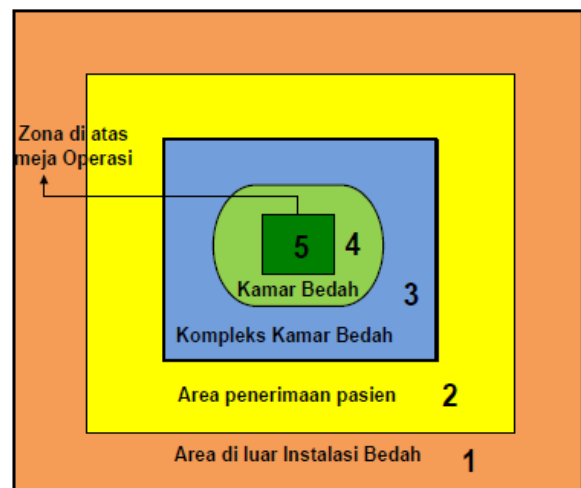 Zona di atas
meja Operasi
5
4
Kamar Bedah
3
Kompleks Kamar Bedah
Area penerimaan pasien
2
Area di luar Instalasi Bedah
1